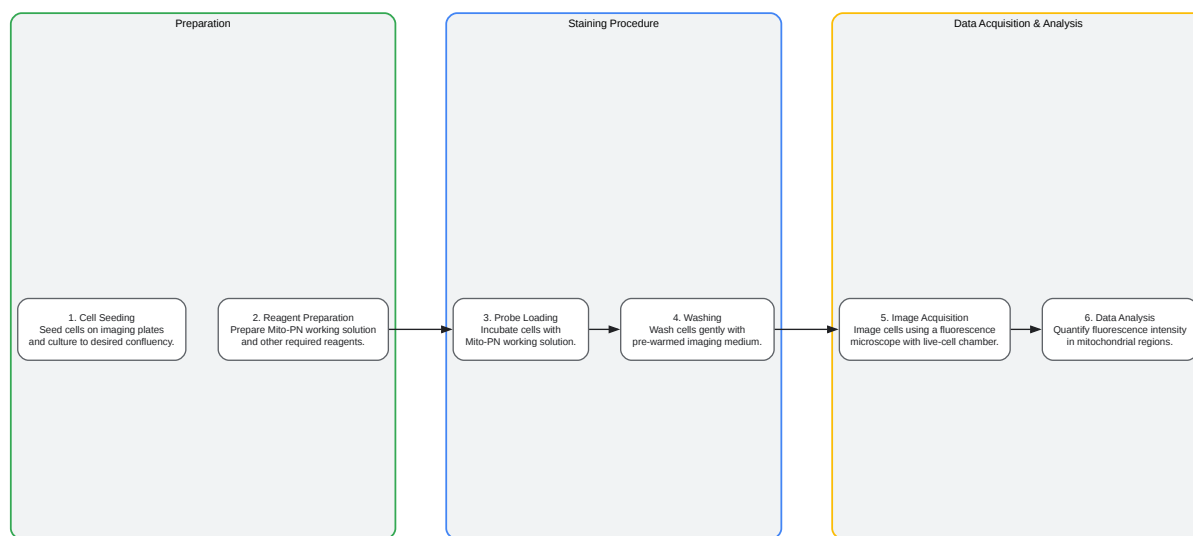 Preparation
1. Cell Seeding
Seed cells on imaging plates
and culture to desired confluency.
2. Reagent Preparation
Prepare Mito-PN working solution
and other required reagents.
Staining Procedure
3. Probe Loading
Incubate cells with
Mito-PN working solution.
4. Washing
Wash cells gently with
pre-warmed imaging medium.
Data Acquisition & Analysis
5. Image Acquisition
Image cells using a fluorescence
microscope with live-cell chamber.
6. Data Analysis
Quantify fluorescence intensity
in mitochondrial regions.